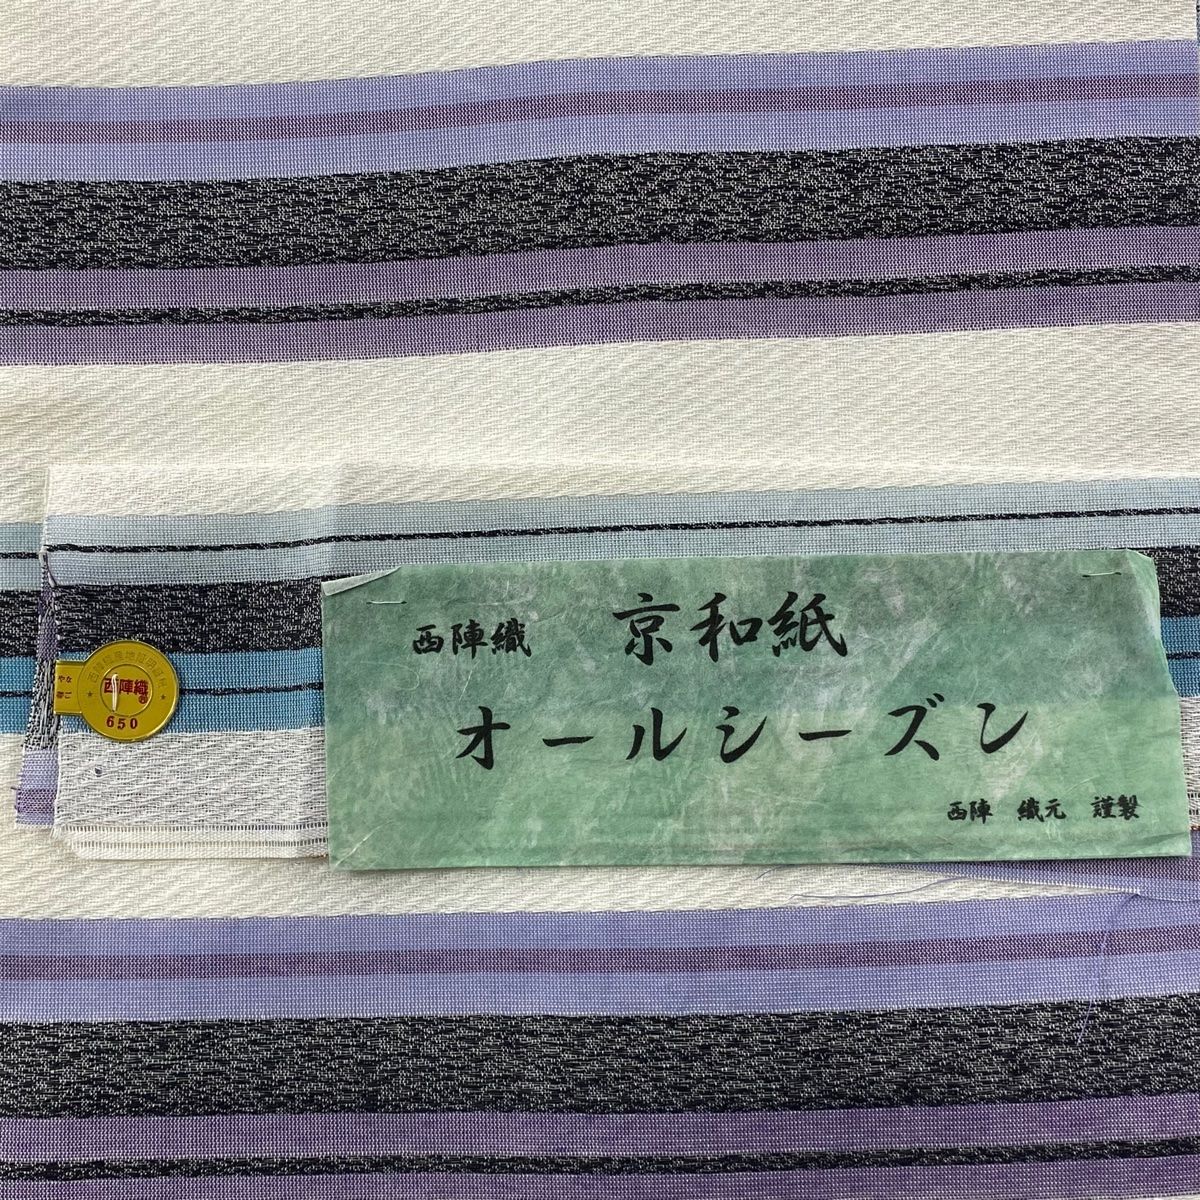 西陣織 京和紙
オールシーズン
西陣 織元 謹製
西陣織
650